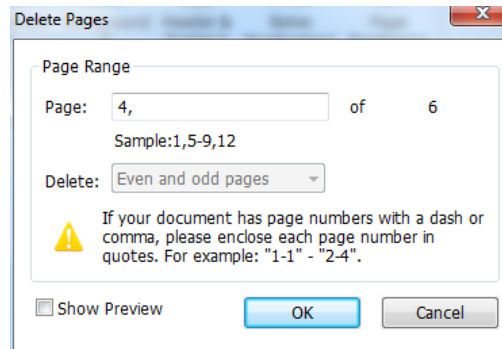 Delete Pages
Page Range
Page: 4, of 6
Sample:1,5-9,12
Delete: Even and odd pages
If your document has page numbers with a dash or
comma, please enclose each page number in
quotes. For example: "1-1" - "2-4".
Show Preview OK Cancel